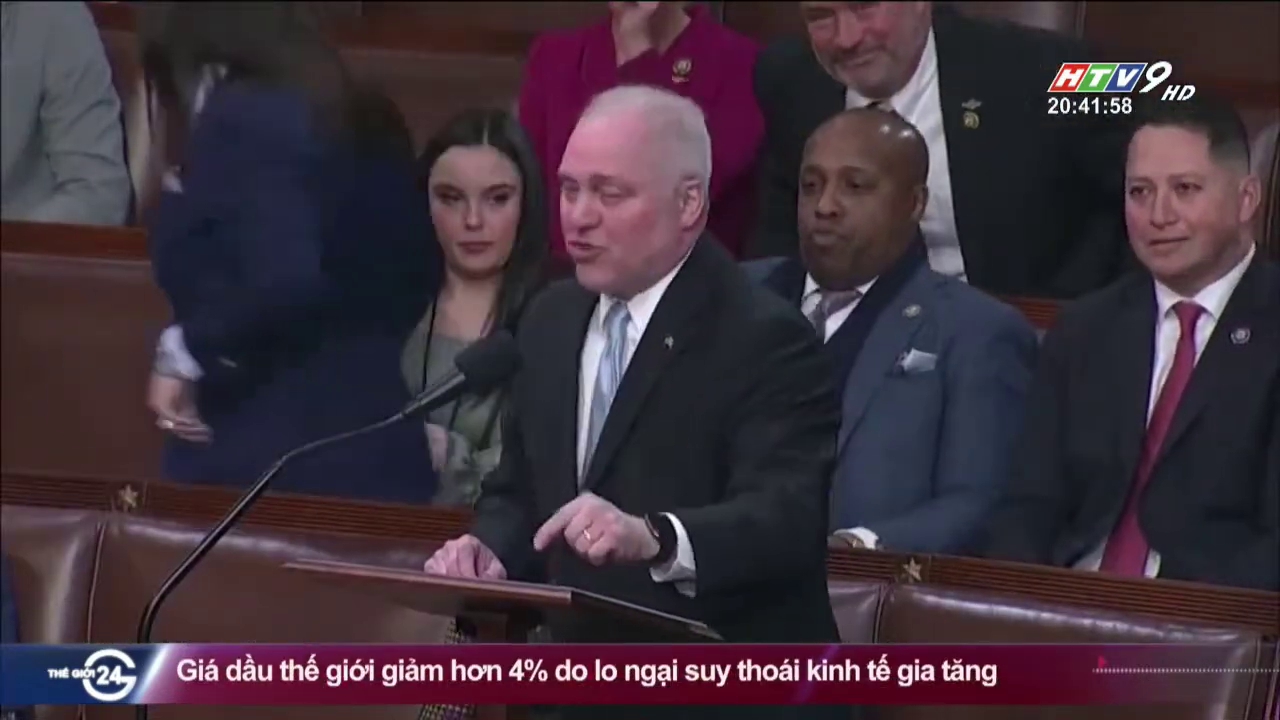 HTV9 HD
20:41:58
THẾ GIỚI 24G
Giá dầu thế giới giảm hơn 4% do lo ngại suy thoái kinh tế gia tăng